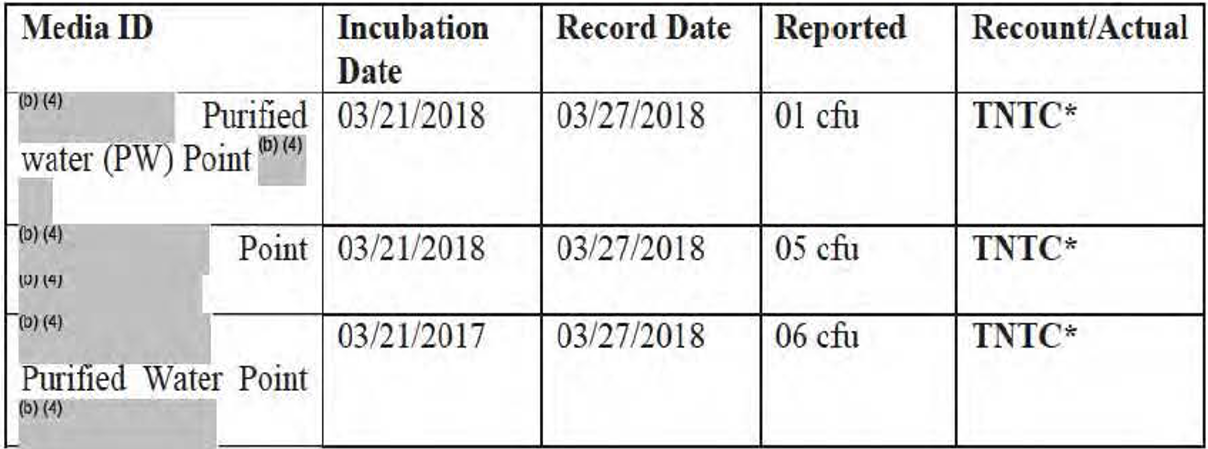 Media ID Incubation Date Record Date Reported Recount/Actual
(b) (4) Purified 03/21/2018 03/27/2018 01 cfu TNTC*
water (PW) Point (b) (4)
(b) (4) Point 03/21/2018 03/27/2018 05 cfu TNTC*
(b) (4)
(b) (4) 03/21/2017 03/27/2018 06 cfu TNTC*
Purified Water Point
(b) (4)